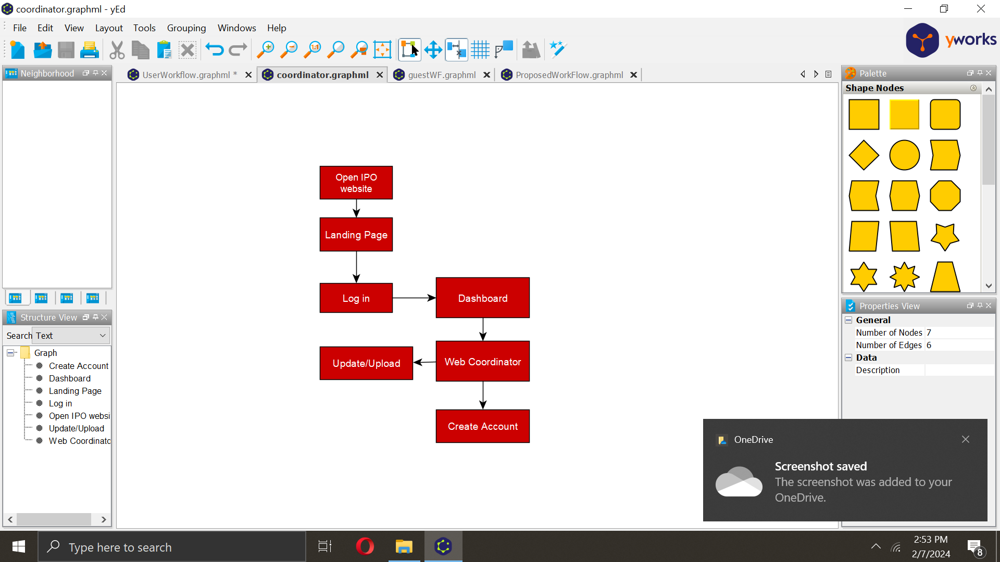 coordinator.graphml - yEd
File Edit View Layout Tools Grouping Windows Help
yworks
Neighborhood
UserWorkflow.graphml *
coordinator.graphml
guestWF.graphml
ProposedWorkFlow.graphml
Palette
Shape Nodes
Open IPO
website
Landing Page
Log in
Dashboard
Update/Upload
Web Coordinator
Create Account
Structure View
Search Text
Graph
Create Account
Dashboard
Landing Page
Log in
Open IPO websi
Update/Upload
Web Coordinato
Properties View
General
Number of Nodes 7
Number of Edges 6
Data
Description
OneDrive
Screenshot saved
The screenshot was added to your
OneDrive.
Type here to search
2:53 PM
2/7/2024
8